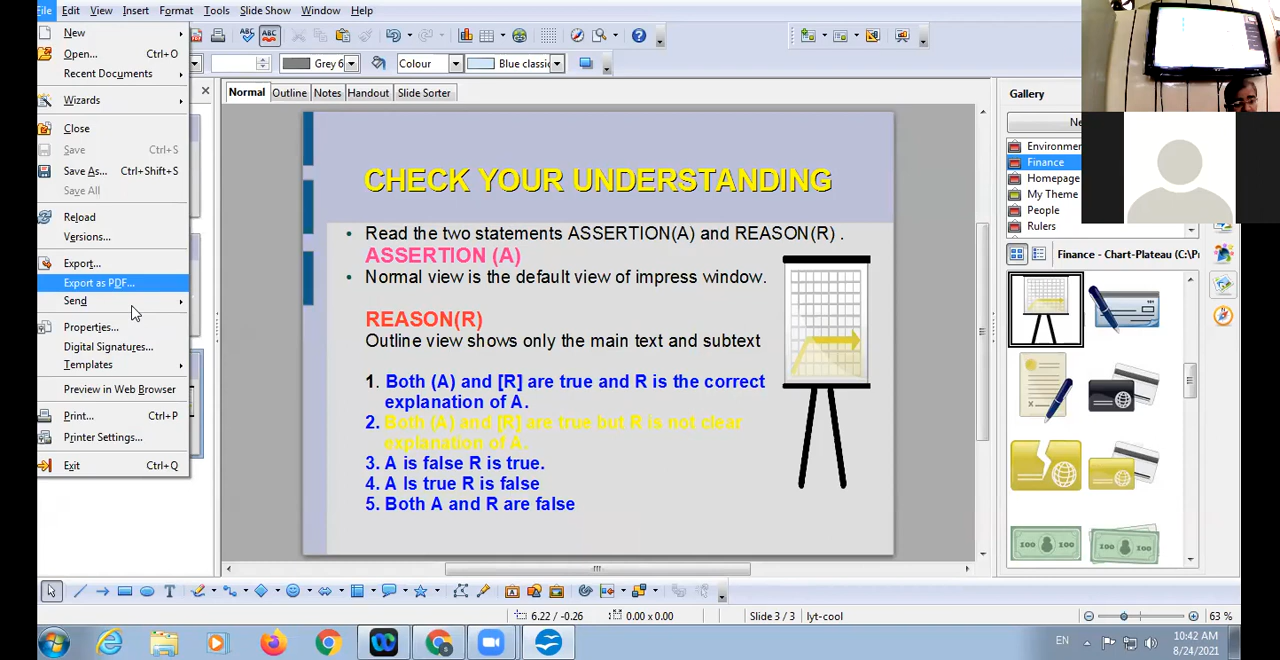 File Edit View Insert Format Tools Slide Show Window Help
New
Open... Ctrl+O
Recent Documents
Wizards
Close
Save Ctrl+S
Save As... Ctrl+Shift+S
Save All
Reload
Versions...
Export...
Export as PDF...
Send
Properties...
Digital Signatures...
Templates
Preview in Web Browser
Print... Ctrl+P
Printer Settings...
Exit Ctrl+Q
ABC ABC
Grey 6 Colour Blue classic
Normal Outline Notes Handout Slide Sorter
CHECK YOUR UNDERSTANDING
• Read the two statements ASSERTION(A) and REASON(R) .
ASSERTION (A)
• Normal view is the default view of impress window.
REASON(R)
Outline view shows only the main text and subtext
1. Both (A) and [R] are true and R is the correct
explanation of A.
2. Both (A) and [R] are true but R is not clear
explanation of A.
3. A is false R is true.
4. A Is true R is false
5. Both A and R are false
Gallery
Finance
Homepage
My Theme
People
Rulers
Finance - Chart-Plateau (C:\
100 100
T
6.22 / -0.26 0.00 x 0.00 Slide 3 / 3 lyt-cool 63 %
EN 10:42 AM
8/24/2021